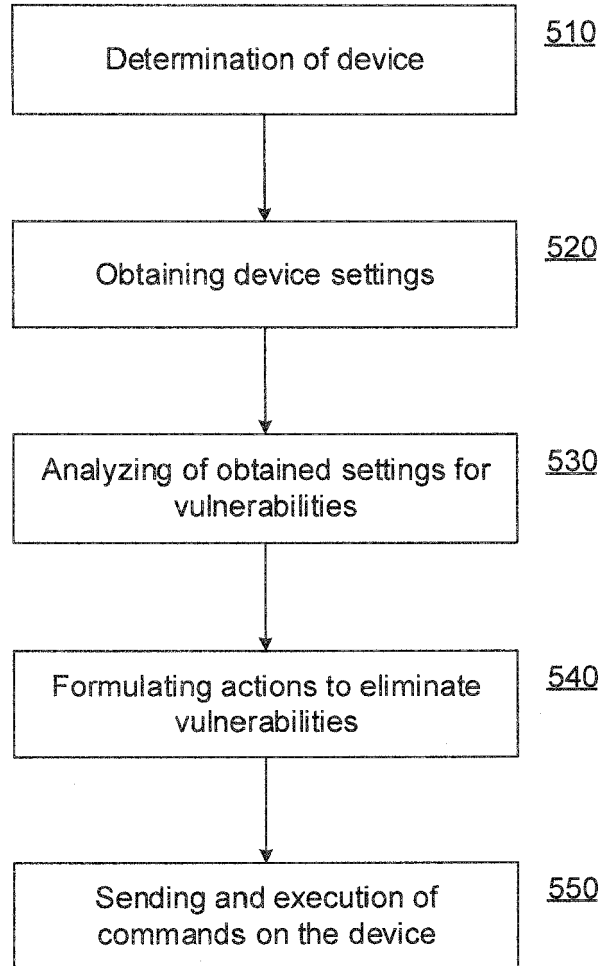 Determination of device
510
Obtaining device settings
520
Analyzing of obtained settings for
vulnerabilities
530
Formulating actions to eliminate
vulnerabilities
540
Sending and execution of
commands on the device
550